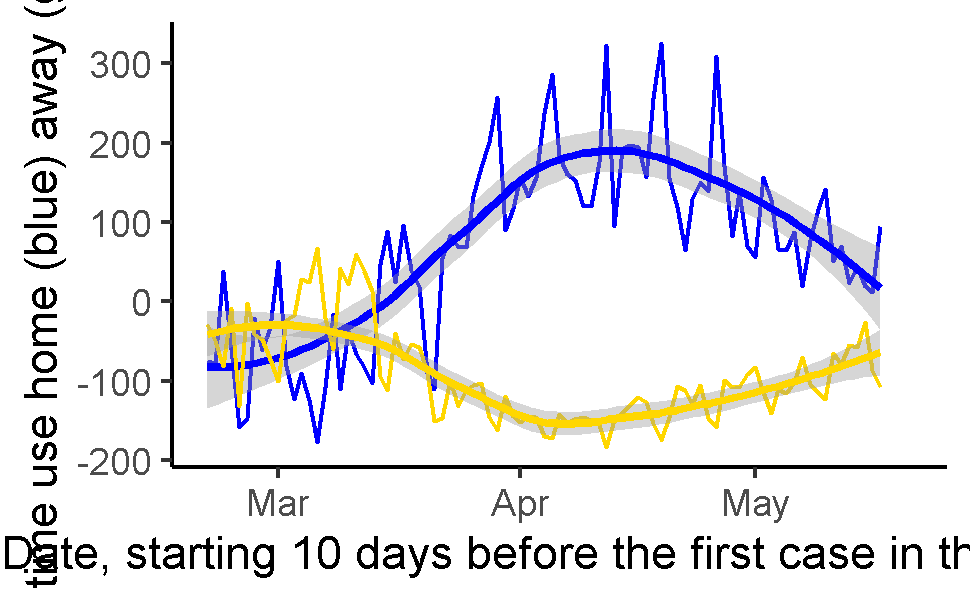 time use home (blue) away (
300
200
100
0
-100
-200
Mar Apr May
Date, starting 10 days before the first case in th